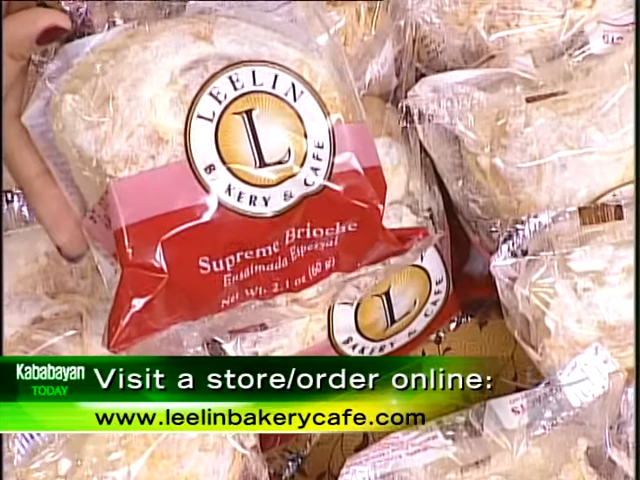 LEELIN
L
BAKERY & CAFE
Supreme Brioche
Ensaimada Especial
Net Wt. 2.1 oz (60 g)
L
BAKERY & CAFE
Kababayan
TODAY
Visit a store/order online:
www.leelinbakerycafe.com